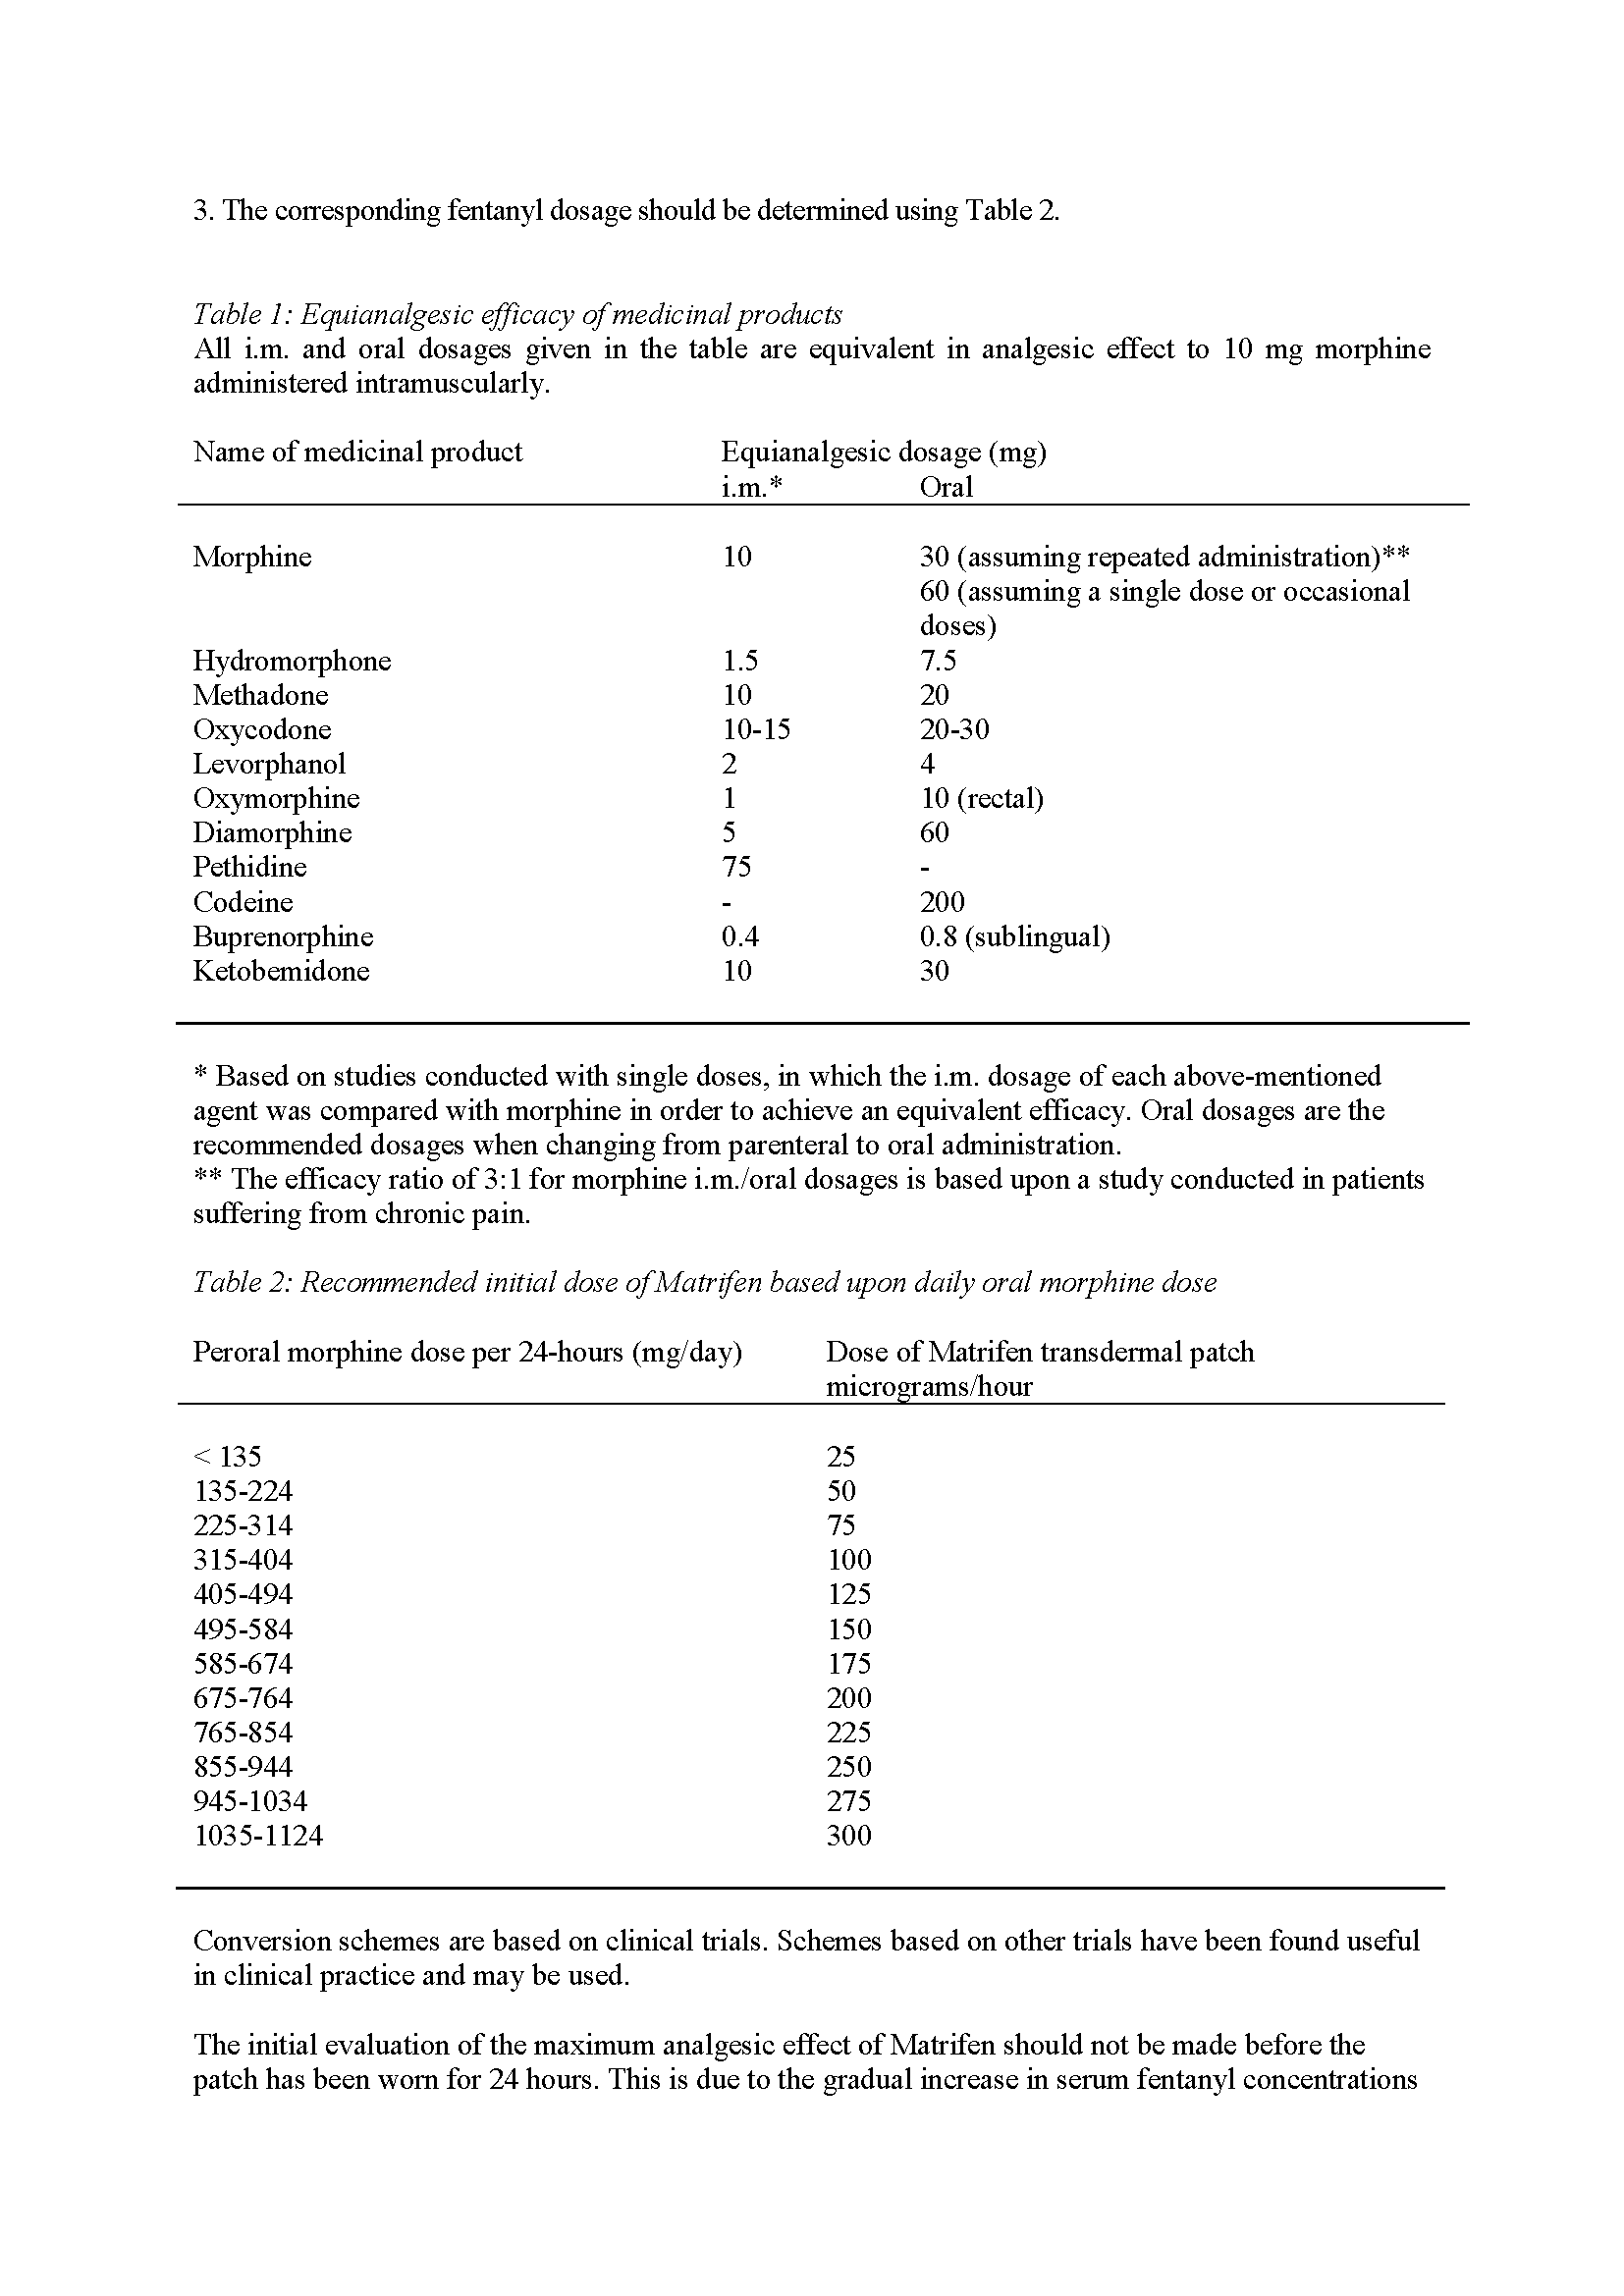 3. The corresponding fentanyl dosage should be determined using Table 2.
Table 1: Equianalgesic efficacy of medicinal products
All i.m. and oral dosages given in the table are equivalent in analgesic effect to 10 mg morphine
administered intramuscularly.
Name of medicinal product Equianalgesic dosage (mg)
i.m.* Oral
Morphine 10 30 (assuming repeated administration)**
60 (assuming a single dose or occasional
doses)
Hydromorphone 1.5 7.5
Methadone 10 20
Oxycodone 10-15 20-30
Levorphanol 2 4
Oxymorphine 1 10 (rectal)
Diamorphine 5 60
Pethidine 75 -
Codeine - 200
Buprenorphine 0.4 0.8 (sublingual)
Ketobemidone 10 30
* Based on studies conducted with single doses, in which the i.m. dosage of each above-mentioned
agent was compared with morphine in order to achieve an equivalent efficacy. Oral dosages are the
recommended dosages when changing from parenteral to oral administration.
** The efficacy ratio of 3:1 for morphine i.m./oral dosages is based upon a study conducted in patients
suffering from chronic pain.
Table 2: Recommended initial dose of Matrifen based upon daily oral morphine dose
Peroral morphine dose per 24-hours (mg/day) Dose of Matrifen transdermal patch
micrograms/hour
< 135 25
135-224 50
225-314 75
315-404 100
405-494 125
495-584 150
585-674 175
675-764 200
765-854 225
855-944 250
945-1034 275
1035-1124 300
Conversion schemes are based on clinical trials. Schemes based on other trials have been found useful
in clinical practice and may be used.
The initial evaluation of the maximum analgesic effect of Matrifen should not be made before the
patch has been worn for 24 hours. This is due to the gradual increase in serum fentanyl concentrations